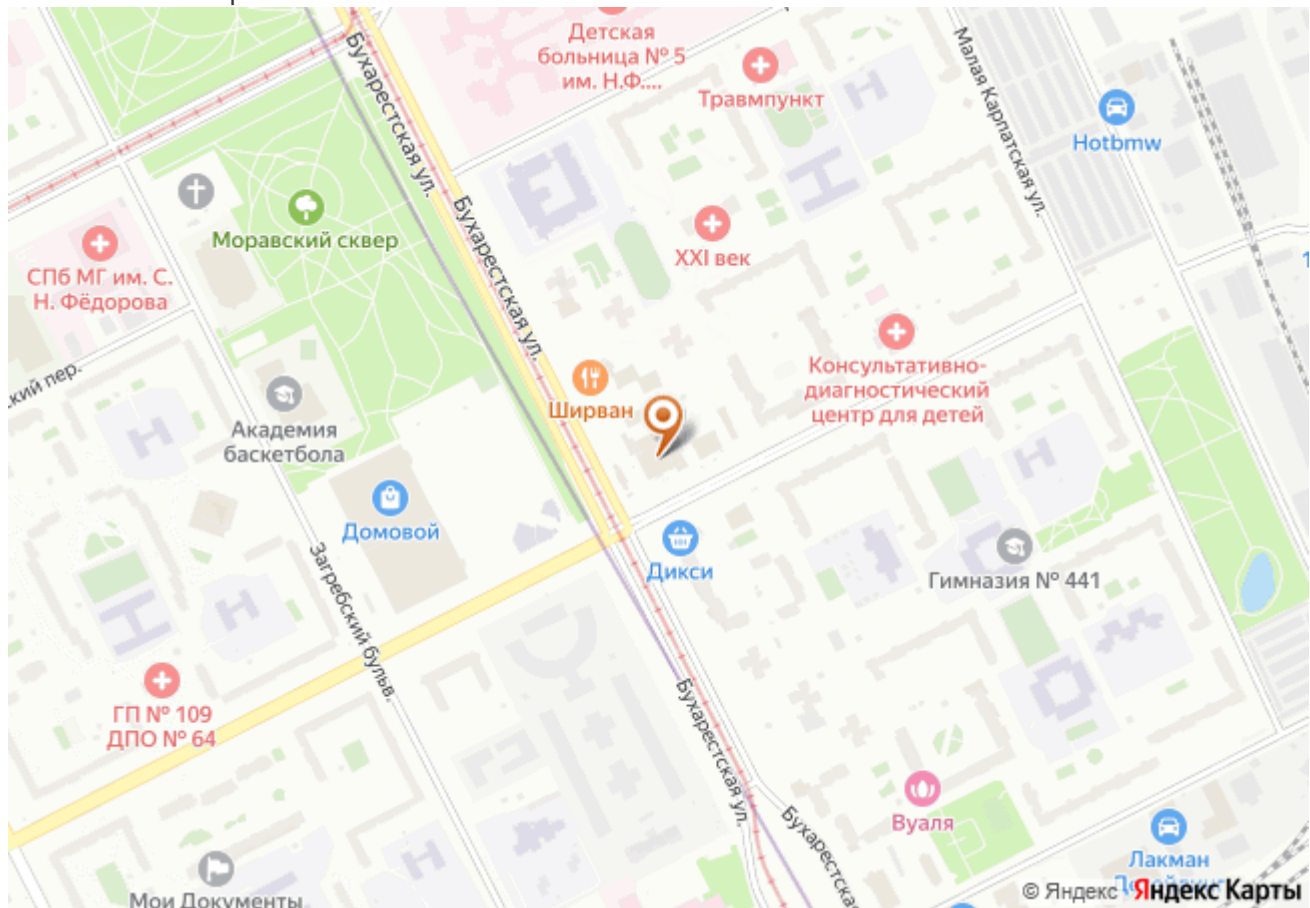 Детская
больница № 5
им. Н.Ф....
Травмпункт
Бухарестская ул.
Малая Карпатская ул.
Hotbmw
Моравский сквер
Бухарестская ул.
XXI век
СПб МГ им. С.
Н. Фёдорова
1
кий пер.
Ширван
Консультативно-
диагностический
центр для детей
Академия
баскетбола
Домовой
Дикси
Гимназия № 441
Загребский бульв.
ГП № 109
ДПО № 64
Бухарестская ул.
Вуаля
Бухарестская
Лакман
Мои Документы
© Яндекс Яндекс Карты